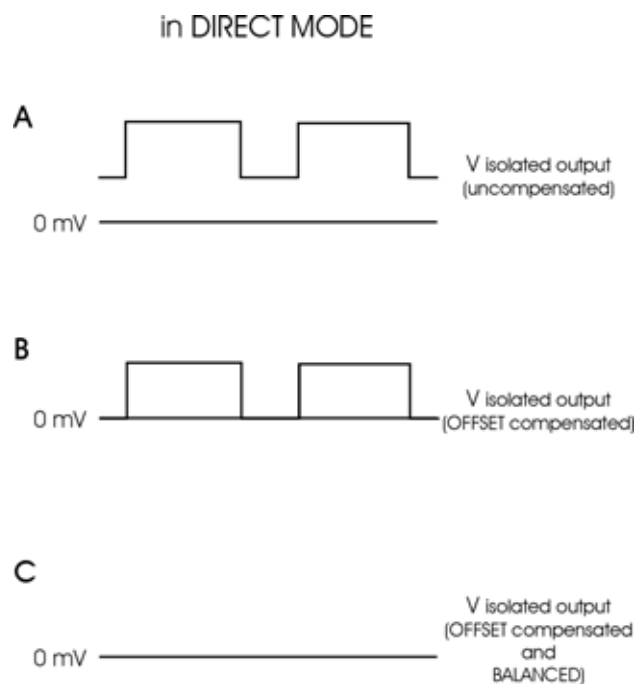 in DIRECT MODE
A
V isolated output
(uncompensated)
0 mV
B
V isolated output
0 mV
(OFFSET compensated)
C
V isolated output
(OFFSET compensated
and
0 mV
BALANCED)